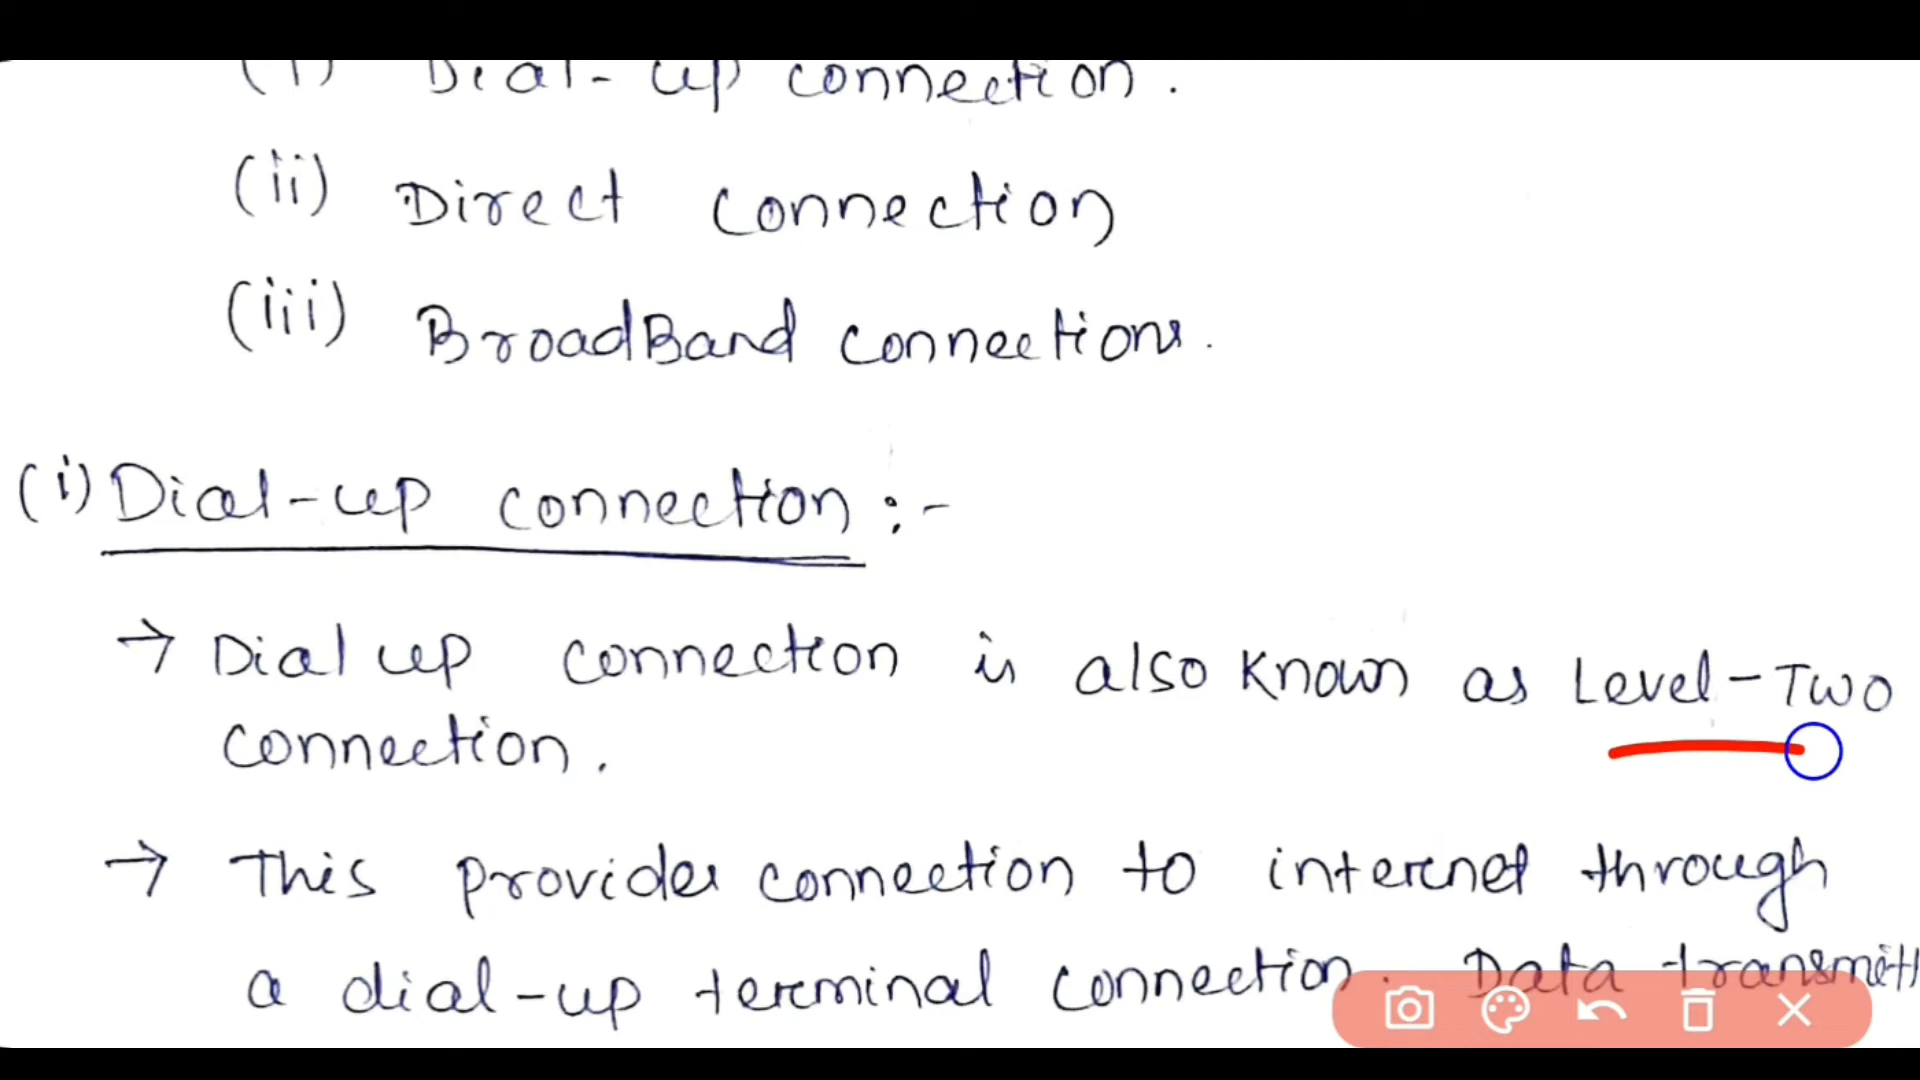 (i) Dial-up connection.
(ii) Direct connection
(iii) BroadBand connections.
(i) Dial-up connection :-
→ Dial up connection is also known as Level-Two
connection.
→ This provides connection to internet through
a dial-up terminal connection. Data